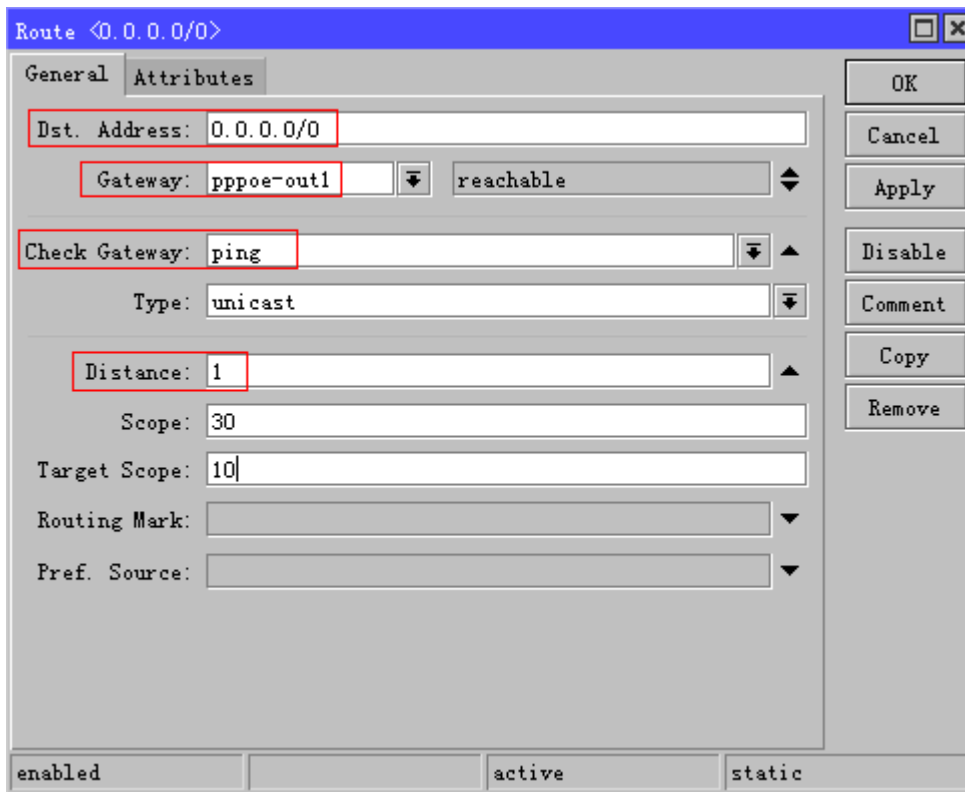 Route <0.0.0.0/0>
General Attributes
OK
Dst. Address: 0.0.0.0/0
Cancel
Gateway: pppoe-out1 reachable
Apply
Check Gateway: ping
Disable
Type: unicast
Comment
Copy
Distance: 1
Remove
Scope: 30
Target Scope: 10
Routing Mark:
Pref. Source:
enabled active static